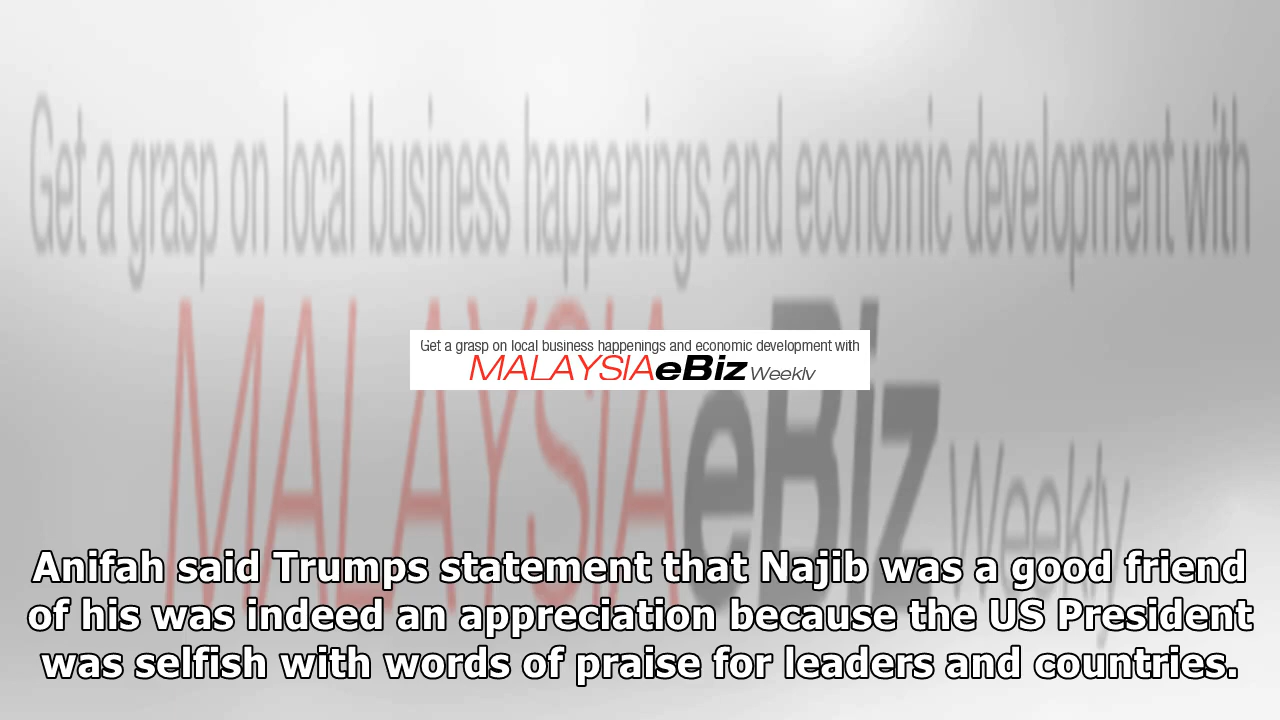 Get a grasp on local business happenings and economic development with
Get a grasp on local business happenings and economic development with
MALAYSIAeBiz Weekly
MALAYSIAeBiz Weekly
Anifah said Trumps statement that Najib was a good friend
of his was indeed an appreciation because the US President
was selfish with words of praise for leaders and countries.